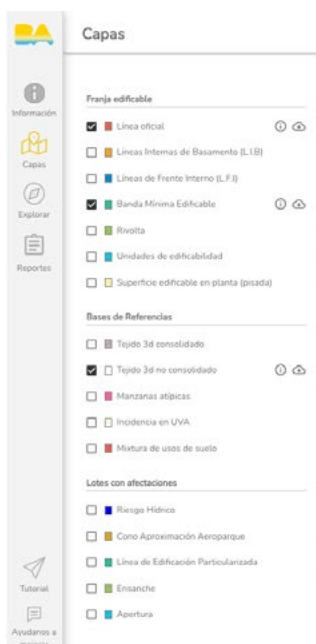 BA
Capas
Información
Capas
Explorar
Reportes
Franja edificable
Línea oficial
Líneas Internas de Basamento (L.I.B)
Líneas de Frente Interno (L.F.I)
Banda Mínima Edificable
Rivolta
Unidades de edificabilidad
Superficie edificable en planta (pisada)
Bases de Referencias
Tejido 3d consolidado
Tejido 3d no consolidado
Manzanas atípicas
Incidencia en UVA
Mixtura de usos de suelo
Lotes con afectaciones
Riesgo Hídrico
Cono Aproximación Aeroparque
Línea de Edificación Particularizada
Ensanche
Apertura
Tutorial
Ayudanos a